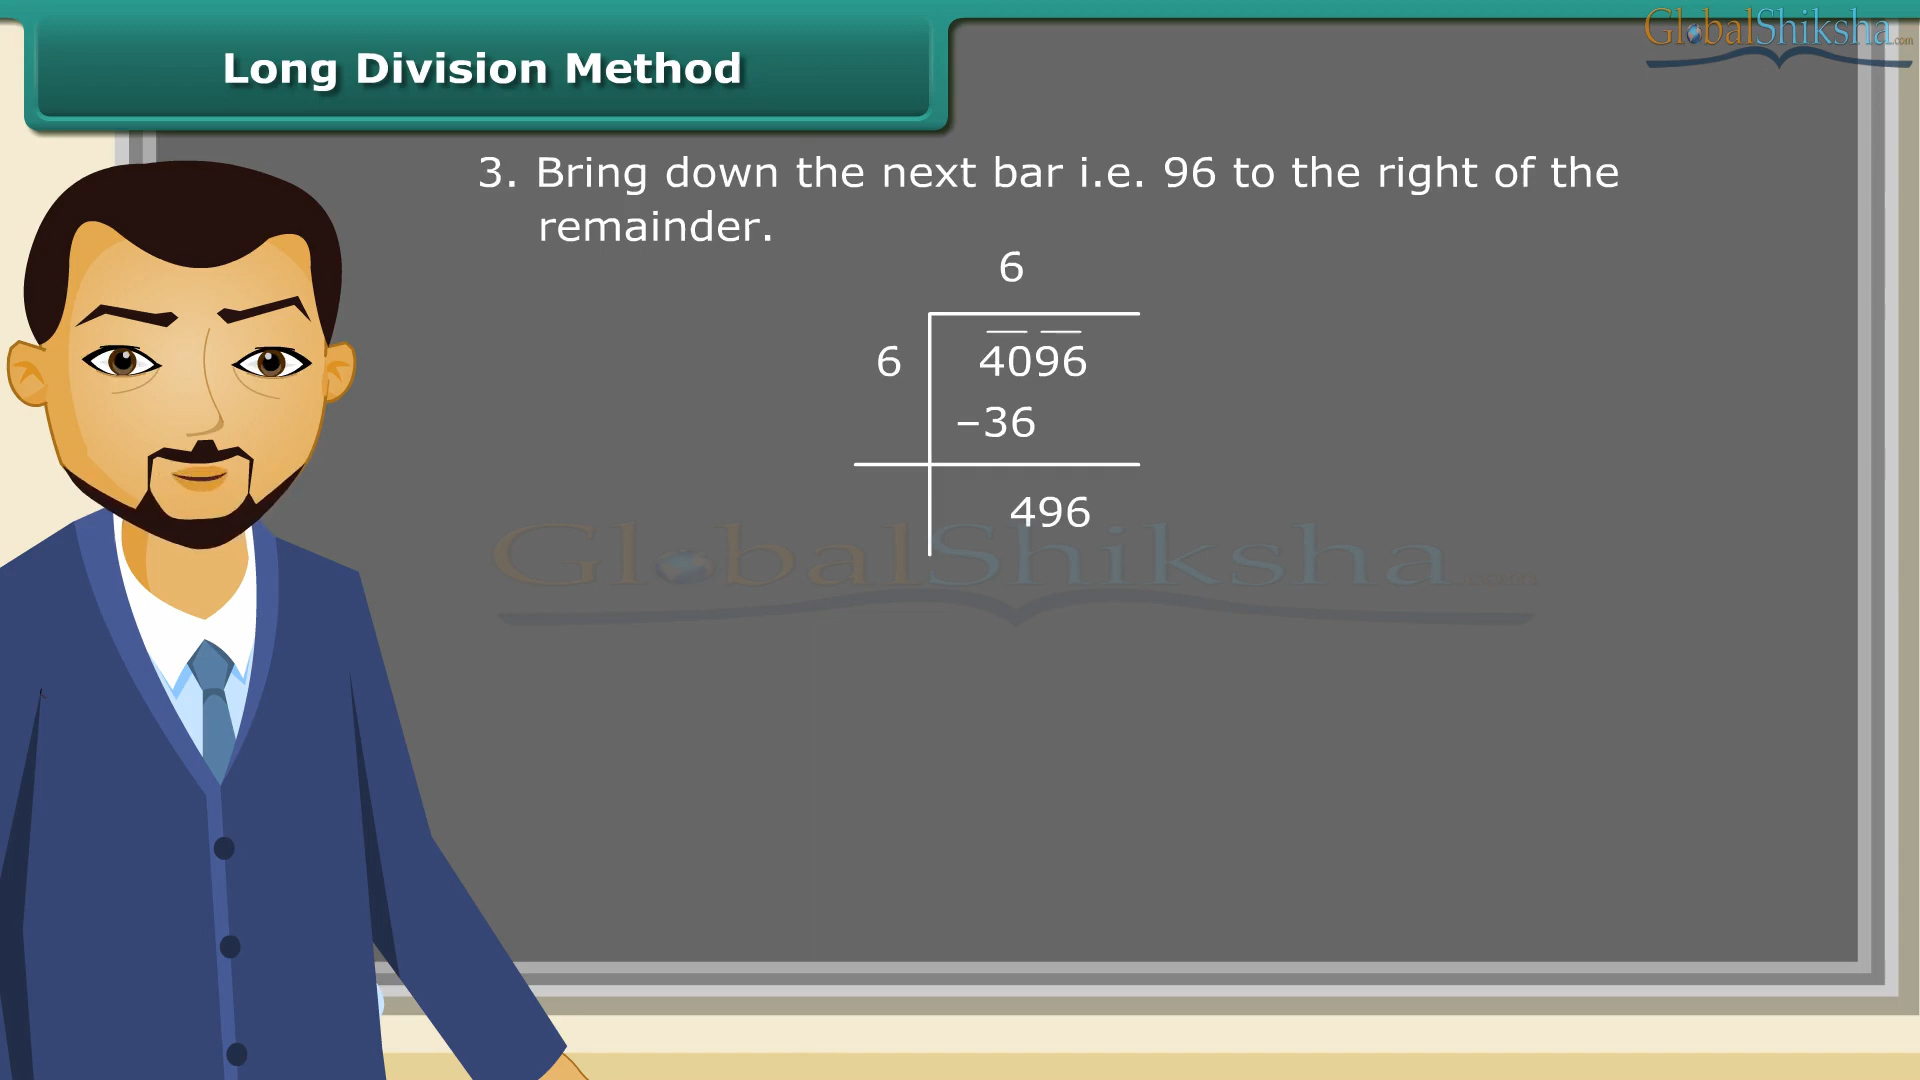 GlobalShiksha.com
Long Division Method
3. Bring down the next bar i.e. 96 to the right of the
remainder.
6
6 4096
–36
496
GlobalShiksha.com